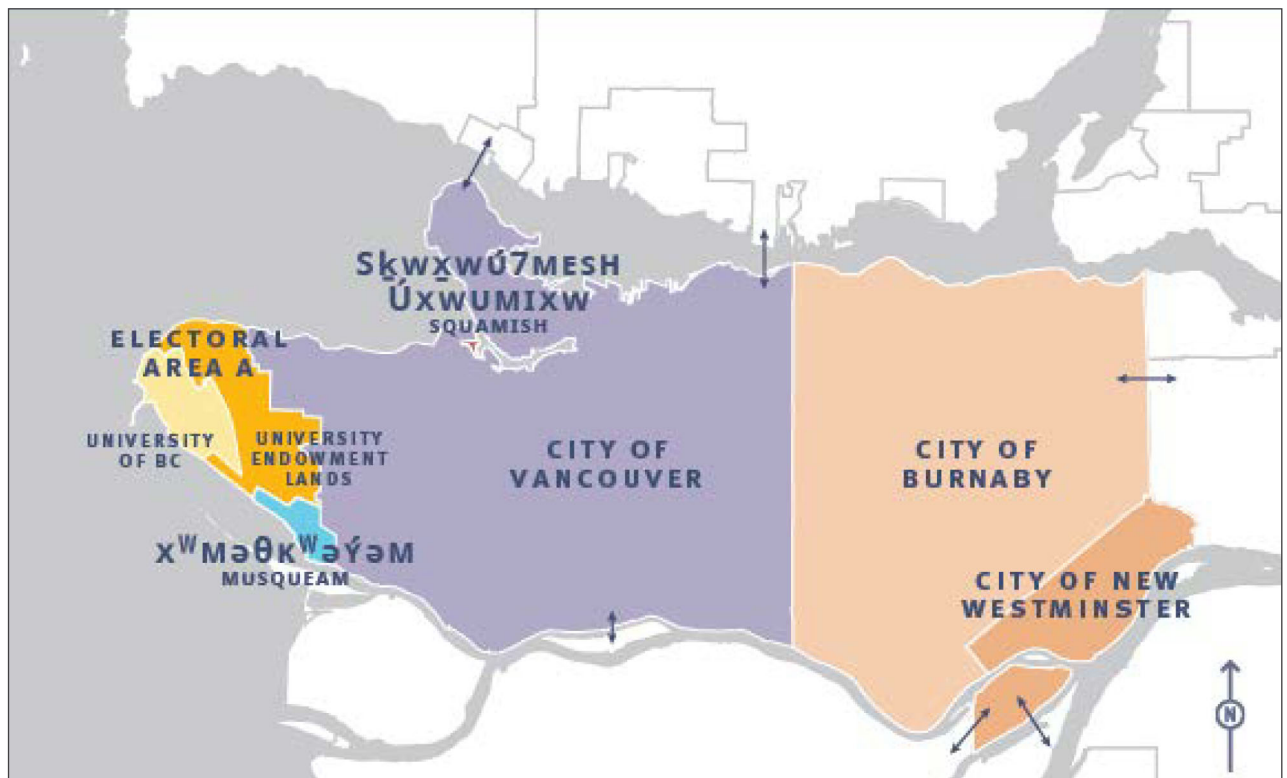 Sḵwx̱wú7mesh
Úxwumixw
SQUAMISH
ELECTORAL
AREA A
UNIVERSITY
OF BC
UNIVERSITY
ENDOWMENT
LANDS
CITY OF
VANCOUVER
CITY OF
BURNABY
xʷməθkʷəy̓əm
MUSQUEAM
CITY OF NEW
WESTMINSTER
N